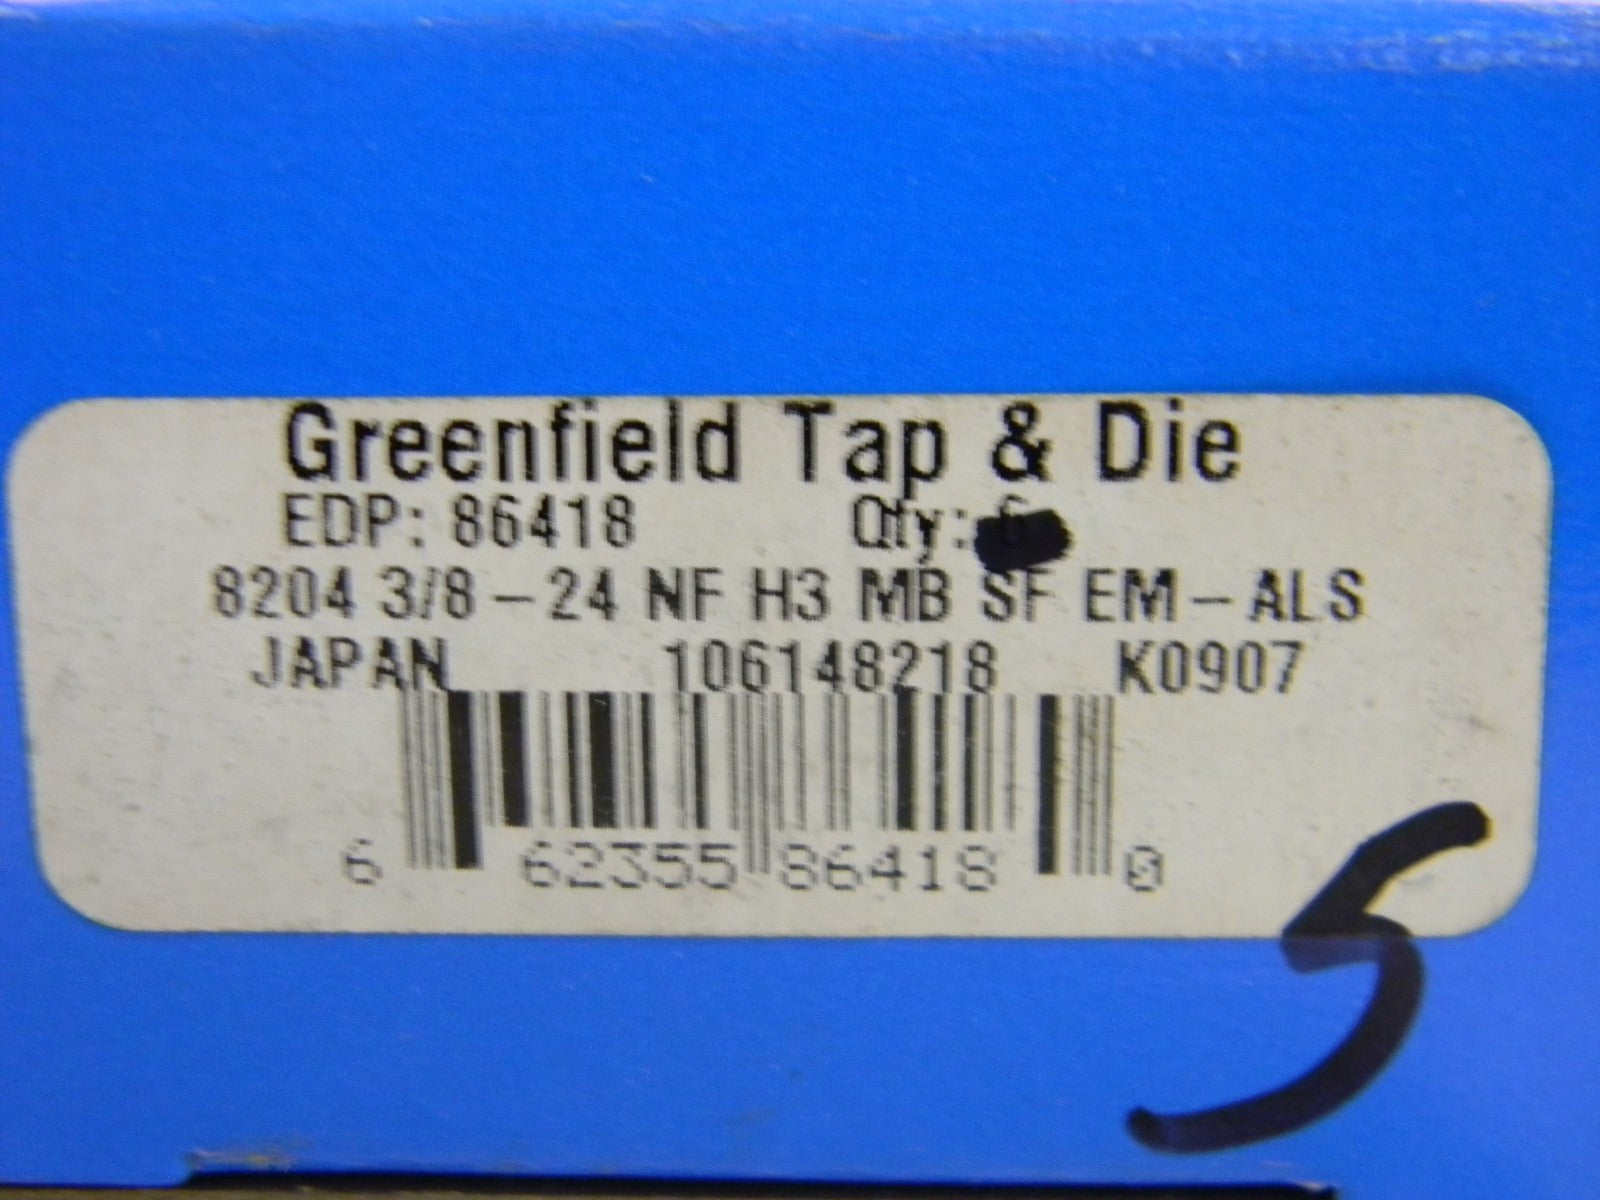 Greenfield Tap & Die
EDP: 86418 Qty: 6
8204 3/8-24 NF H3 MB SF EM-ALS
JAPAN 106148218 K0907
6 62355 86418 0
5